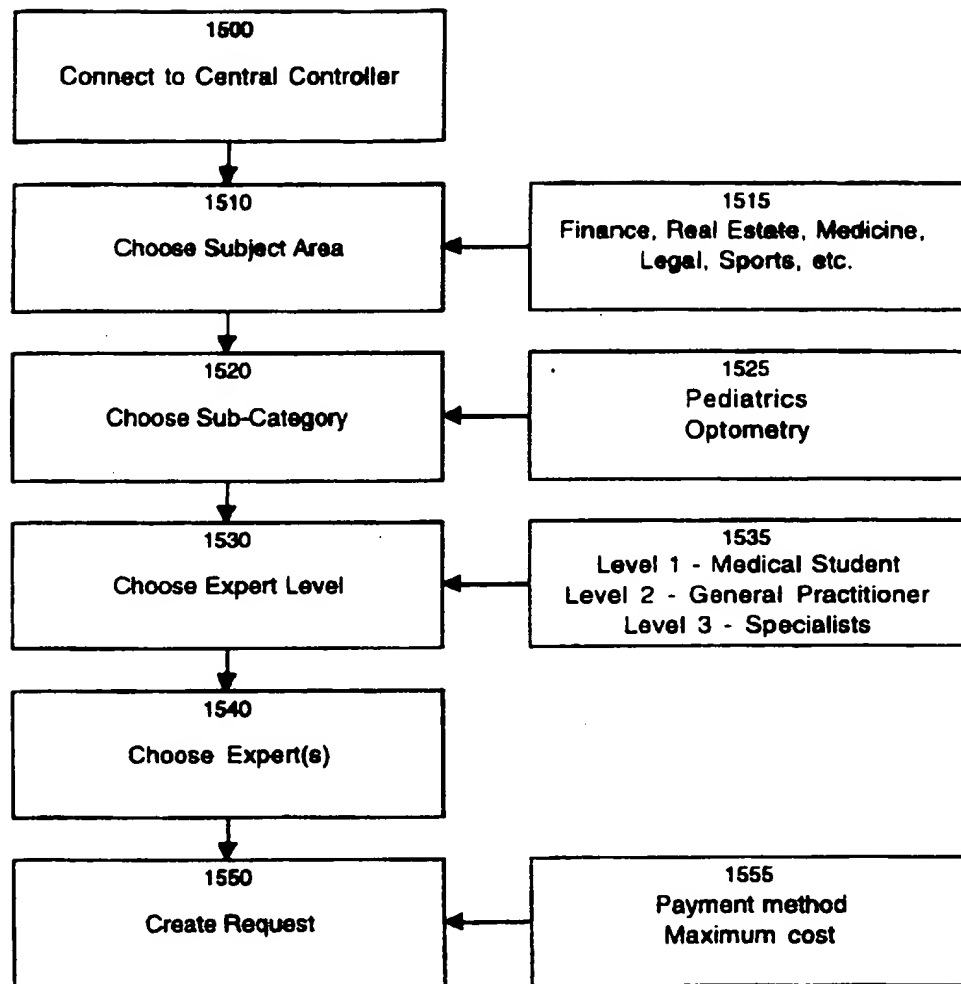 1500
Connect to Central Controller
1510
Choose Subject Area
1515
Finance, Real Estate, Medicine,
Legal, Sports, etc.
1520
Choose Sub-Category
1525
Pediatrics
Optometry
1530
Choose Expert Level
1535
Level 1 - Medical Student
Level 2 - General Practitioner
Level 3 - Specialists
1540
Choose Expert(s)
1550
Create Request
1555
Payment method
Maximum cost